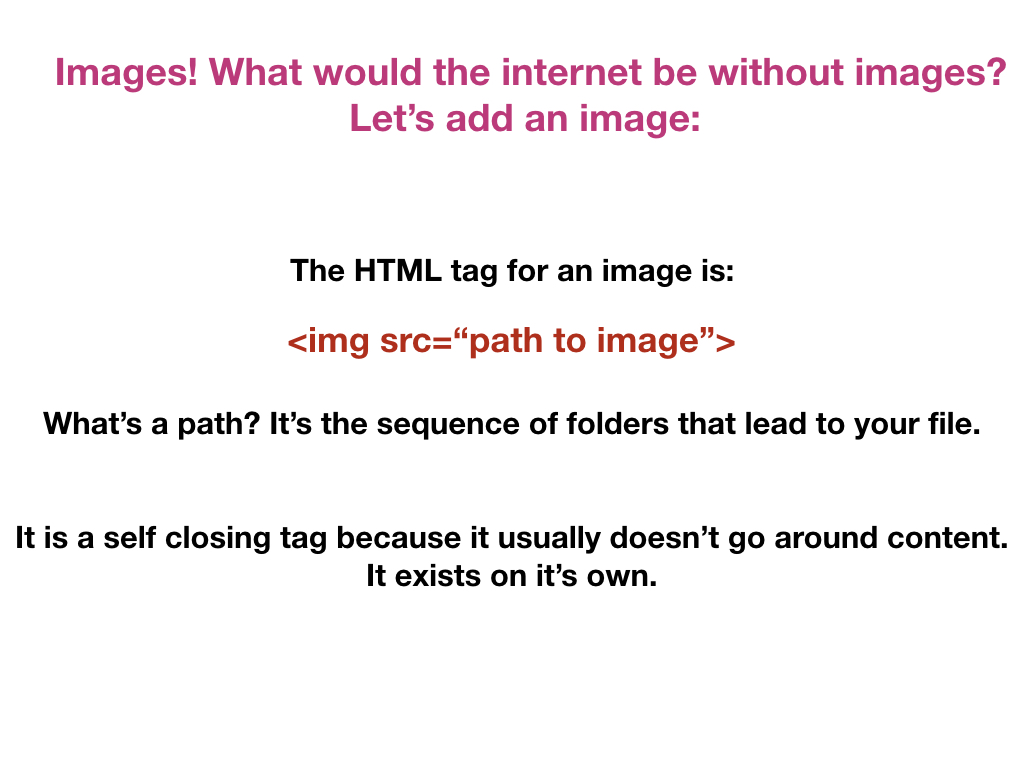 Images! What would the internet be without images?
Let’s add an image:
The HTML tag for an image is:
<img src=“path to image”>
What’s a path? It’s the sequence of folders that lead to your file.
It is a self closing tag because it usually doesn’t go around content.
It exists on it’s own.